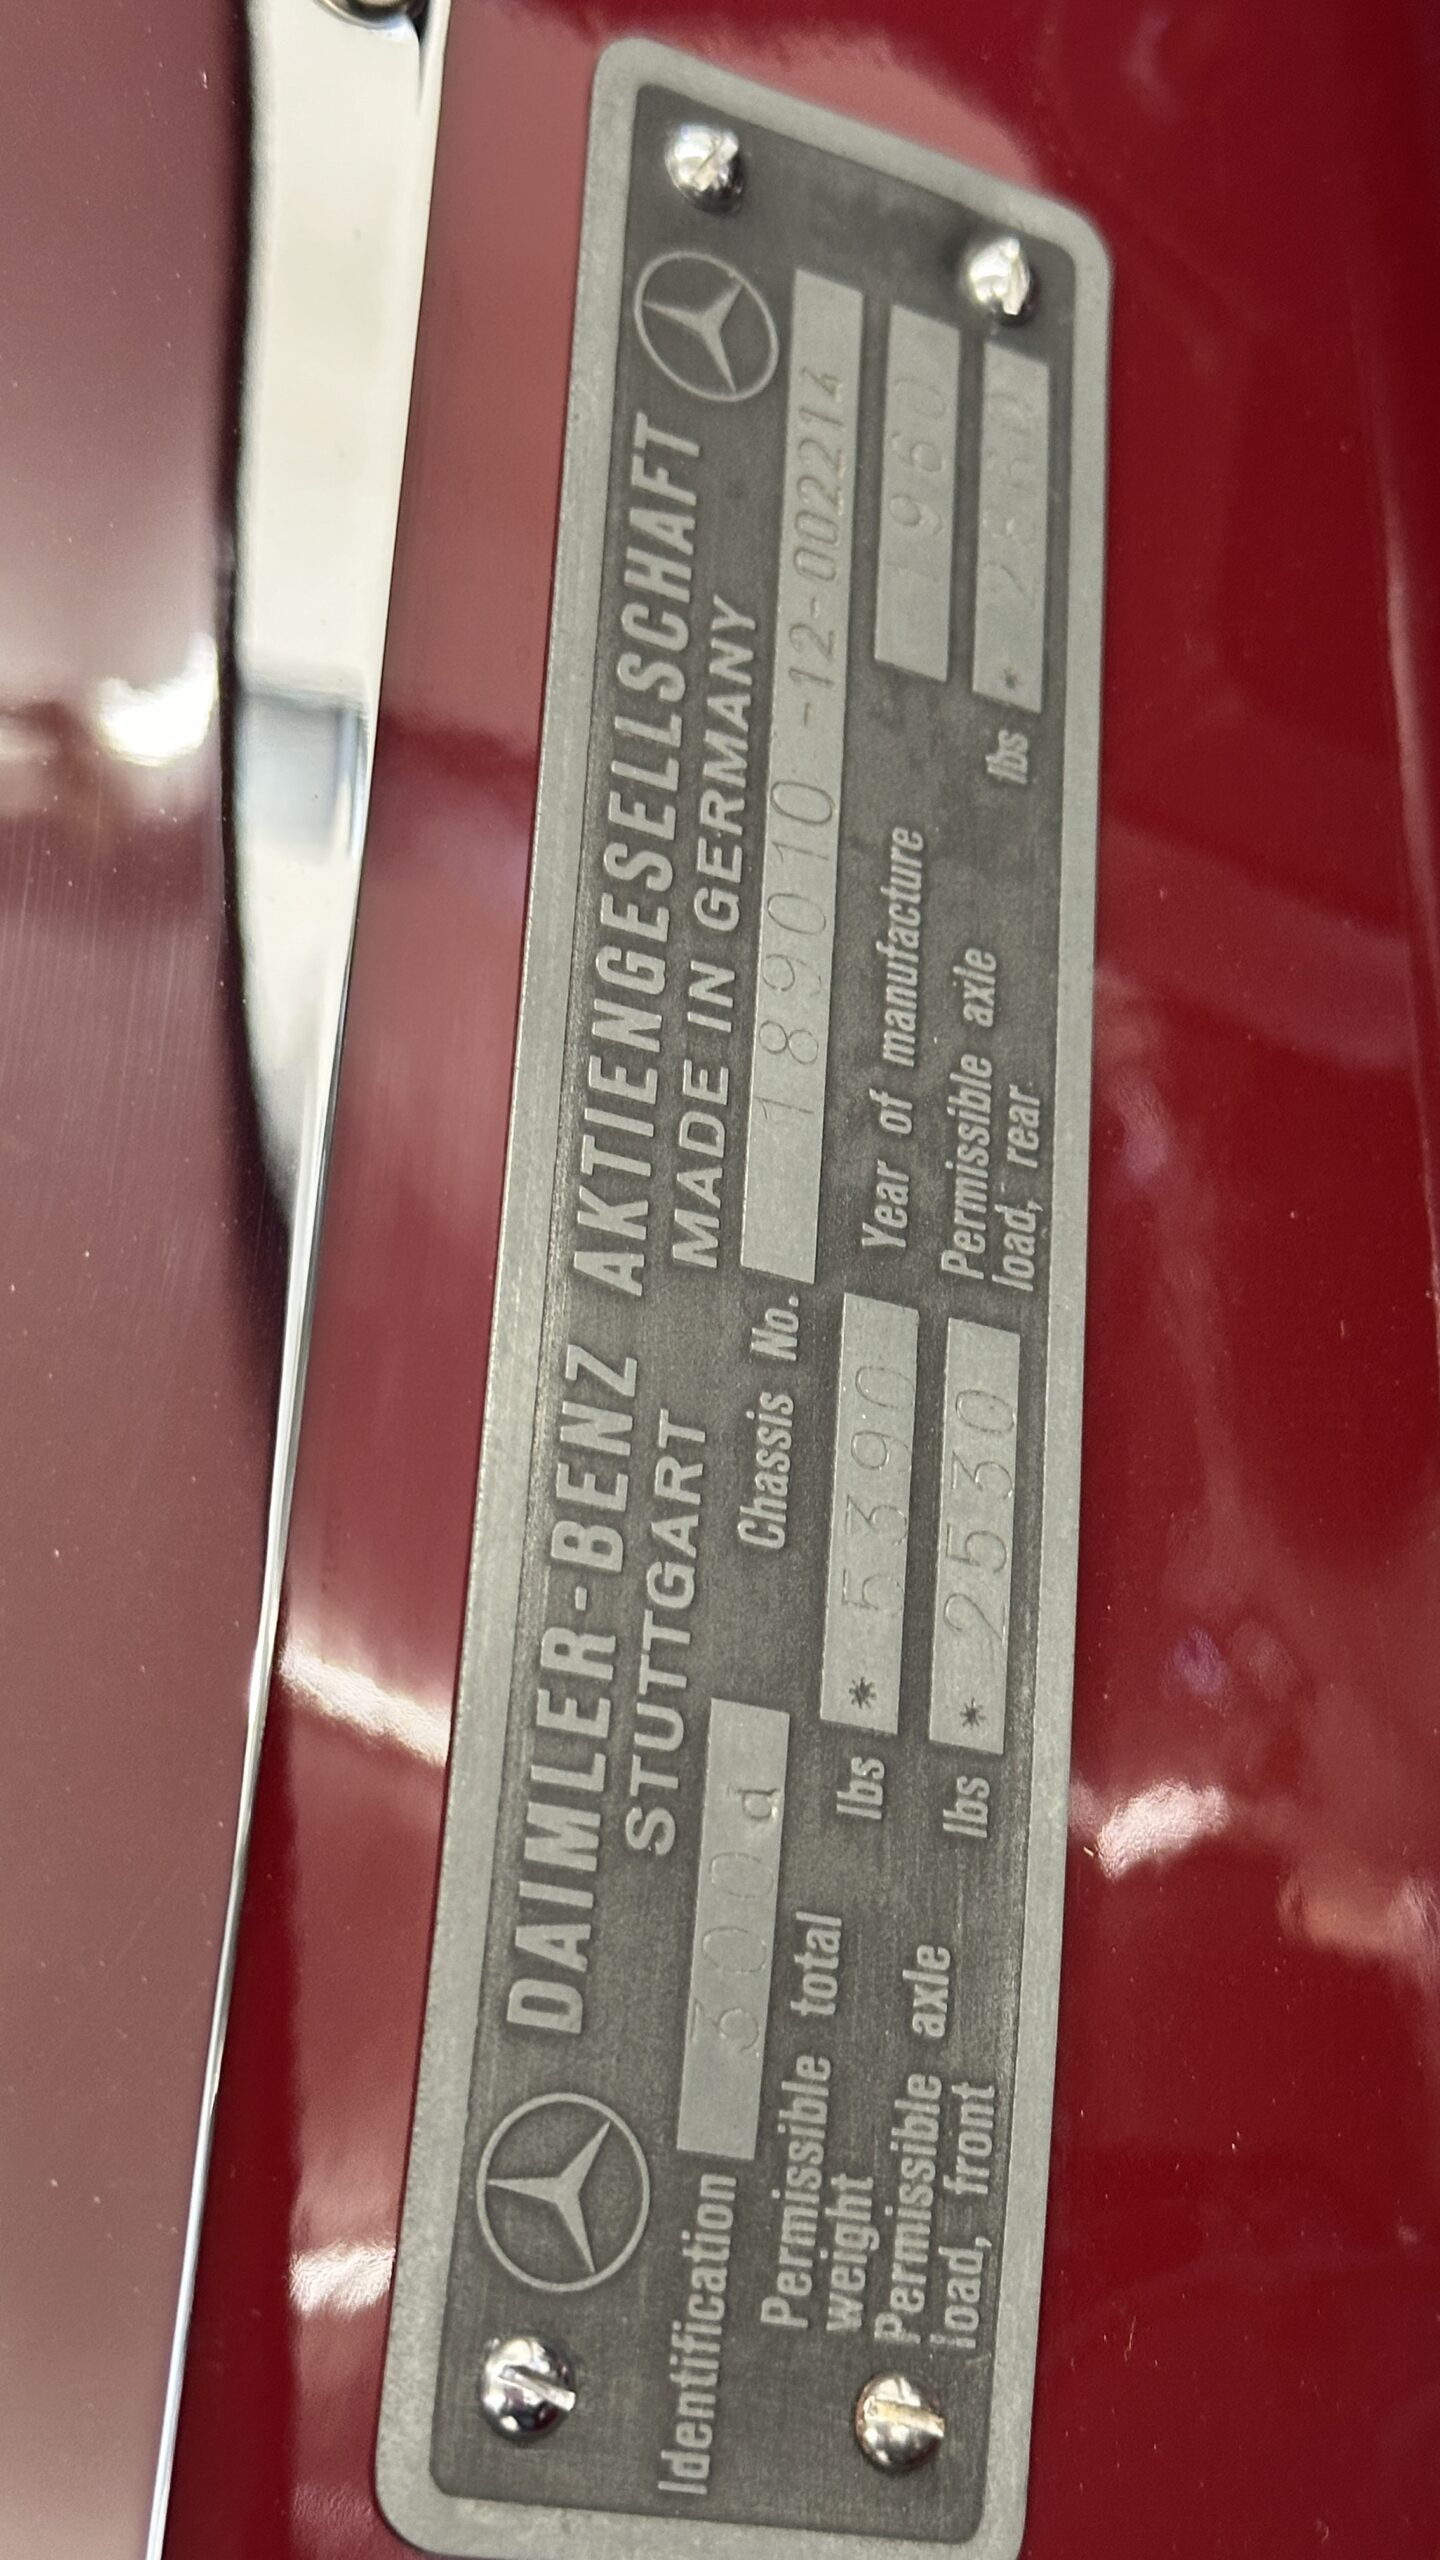 DAIMLER-BENZ AKTIENGESELLSCHAFT
STUTTGART MADE IN GERMANY
Identification 300d Chassis No. 189010-12-002214
Permissible total weight lbs * 5390 Year of manufacture 1960
Permissible axle load, front lbs * 2530 Permissible axle load, rear lbs *